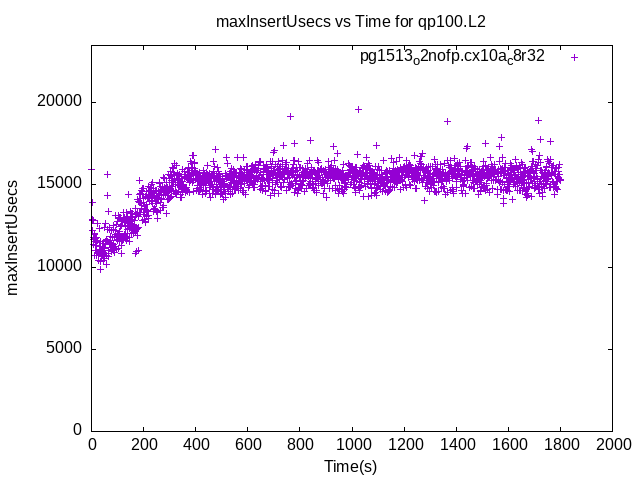 maxInsertUsecs vs Time for qp100.L2
pg1513o2nofp.cx10ac8r32
maxInsertUsecs
20000
15000
10000
5000
0
0 200 400 600 800 1000 1200 1400 1600 1800 2000
Time(s)